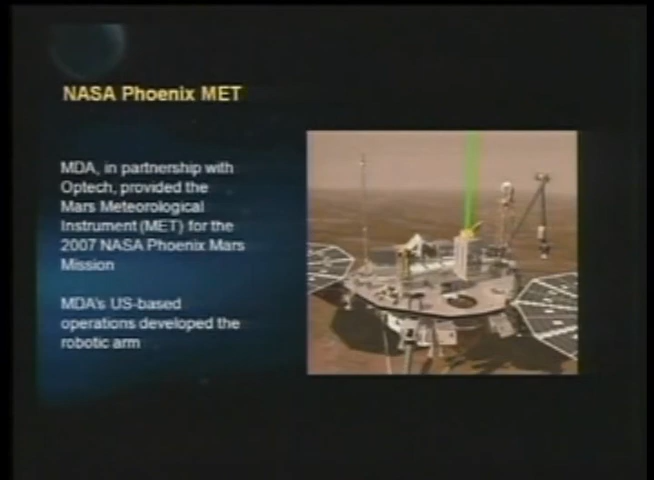 NASA Phoenix MET
MDA, in partnership with
Optech, provided the
Mars Meteorological
Instrument (MET) for the
2007 NASA Phoenix Mars
Mission
MDA's US-based
operations developed the
robotic arm